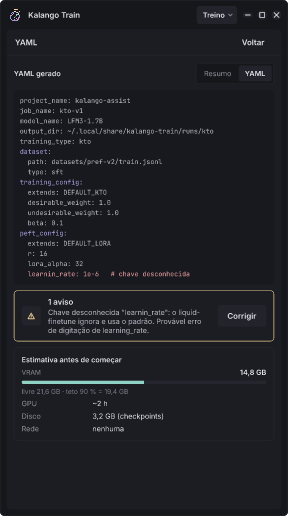 Kalango Train
Treino
YAML
Voltar
YAML gerado
Resumo
YAML
project_name: kalango-assist
job_name: kto-v1
model_name: LFM3-1.7B
output_dir: ~/.local/share/kalango-train/runs/kto
training_type: kto
dataset:
path: datasets/pref-v2/train.jsonl
type: sft
training_config:
extends: DEFAULT_KTO
desirable_weight: 1.0
undesirable_weight: 1.0
beta: 0.1
peft_config:
extends: DEFAULT_LORA
r: 16
lora_alpha: 32
learnin_rate: 1e-6 # chave desconhecida
1 aviso
Chave desconhecida "learnin_rate": o liquid-
finetune ignora e usa o padrão. Provável erro
de digitação de learning_rate.
Corrigir
Estimativa antes de começar
VRAM
14,8 GB
livre 21,6 GB · teto 90 % = 19,4 GB
GPU
~2 h
Disco
3,2 GB (checkpoints)
Rede
nenhuma